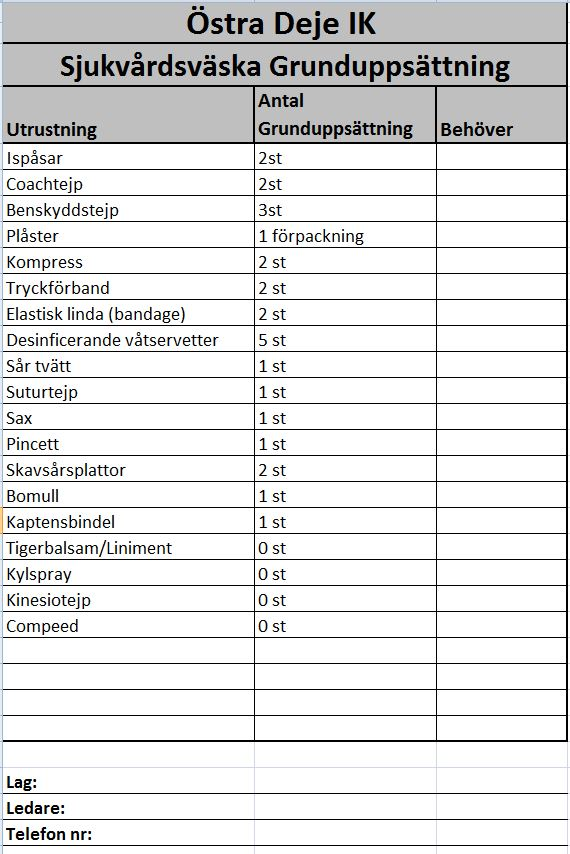 Östra Deje IK
Sjukvårdsväska Grunduppsättning
Utrustning Antal Grunduppsättning Behöver
Ispåsar 2st
Coachtejp 2st
Benskyddstejp 3st
Plåster 1 förpackning
Kompress 2 st
Tryckförband 2 st
Elastisk linda (bandage) 2 st
Desinficerande våtservetter 5 st
Sår tvätt 1 st
Suturtejp 1 st
Sax 1 st
Pincett 1 st
Skavsårsplattor 2 st
Bomull 1 st
Kaptensbindel 1 st
Tigerbalsam/Liniment 0 st
Kylspray 0 st
Kinesiotejp 0 st
Compeed 0 st
Lag:
Ledare:
Telefon nr: